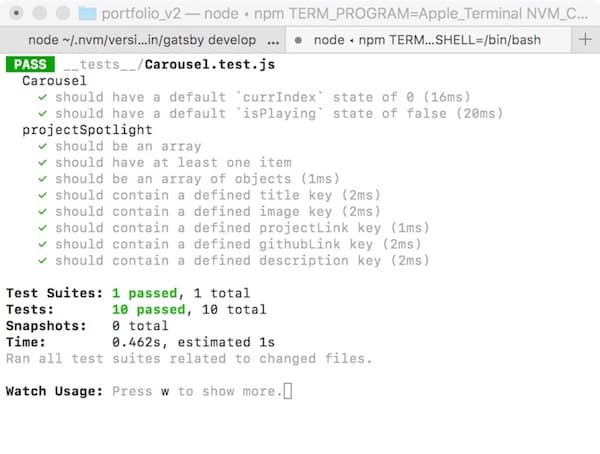 portfolio_v2 — node • npm TERM_PROGRAM=Apple_Terminal NVM_C...
node ~/.nvm/versi...in/gatsby develop ...
● node • npm TERM...SHELL=/bin/bash +
PASS __tests__/Carousel.test.js
Carousel
✓ should have a default `currIndex` state of 0 (16ms)
✓ should have a default `isPlaying` state of false (20ms)
projectSpotlight
✓ should be an array
✓ should have at least one item
✓ should be an array of objects (1ms)
✓ should contain a defined title key (2ms)
✓ should contain a defined image key (2ms)
✓ should contain a defined projectLink key (1ms)
✓ should contain a defined githubLink key (2ms)
✓ should contain a defined description key (2ms)
Test Suites: 1 passed, 1 total
Tests: 10 passed, 10 total
Snapshots: 0 total
Time: 0.462s, estimated 1s
Ran all test suites related to changed files.
Watch Usage: Press w to show more.